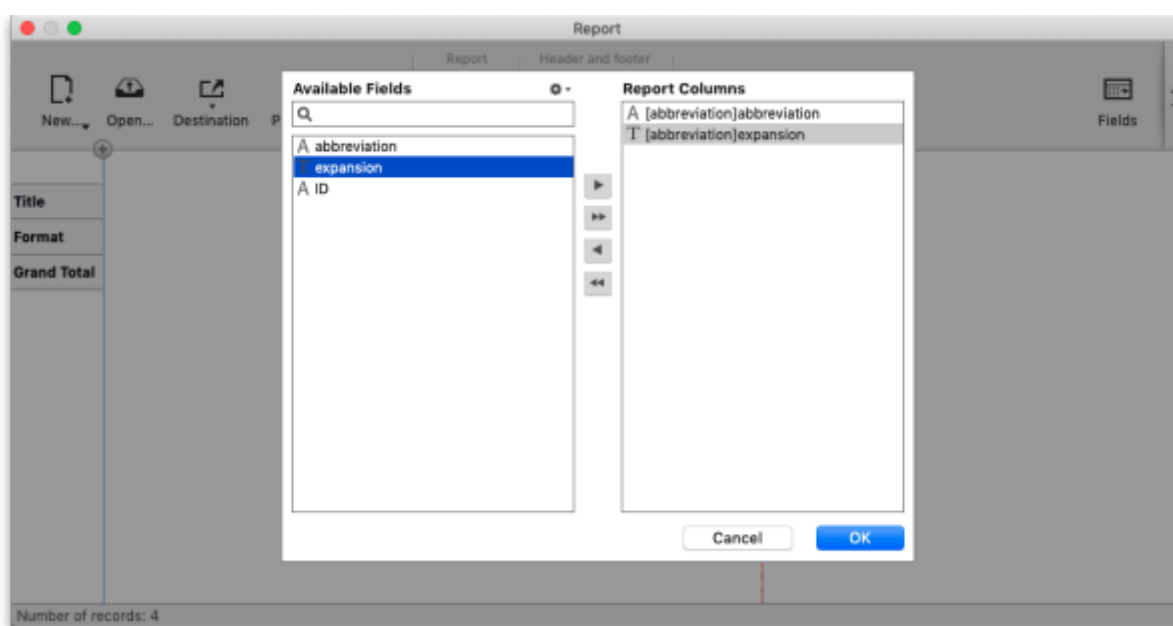 Report
Report Header and footer
New... Open... Destination P Fields
Available Fields
abbreviation
expansion
ID
Report Columns
[abbreviation]abbreviation
[abbreviation]expansion
Title
Format
Grand Total
Cancel OK
Number of records: 4